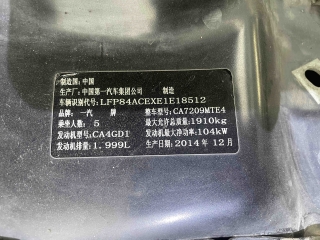 制造国:中国
生产厂:中国第一汽车集团公司 制造
车辆识别代号:LFP84ACEXE1E18512
品牌:一汽 牌 整车型号:CA7209MTE4
乘坐人数:5 最大允许总质量:1910kg
发动机型号:CA4GD1 发动机最大净功率:104kW
发动机排量:1.999L 生产日期:2014年12月